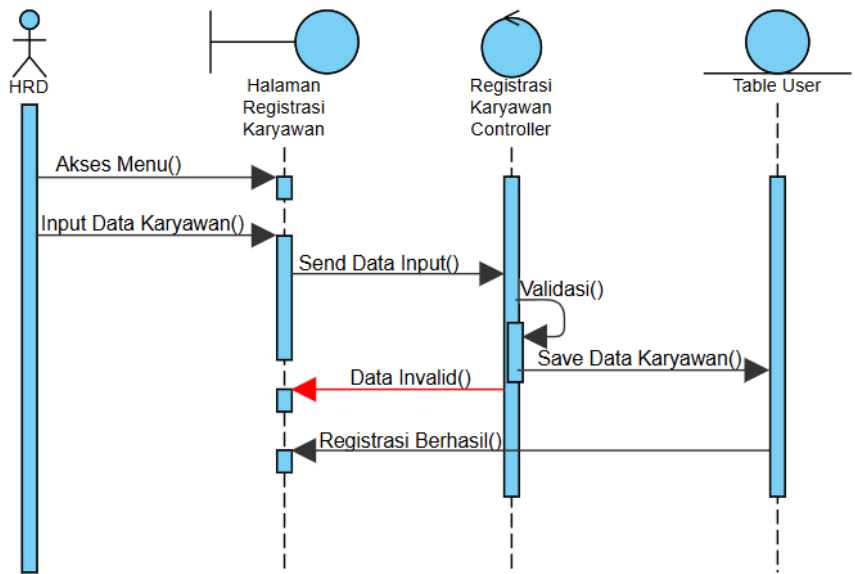 HRD
Halaman
Registrasi
Karyawan
Registrasi
Karyawan
Controller
Table User
Akses Menu()
Input Data Karyawan()
Send Data Input()
Validasi()
Save Data Karyawan()
Data Invalid()
Registrasi Berhasil()